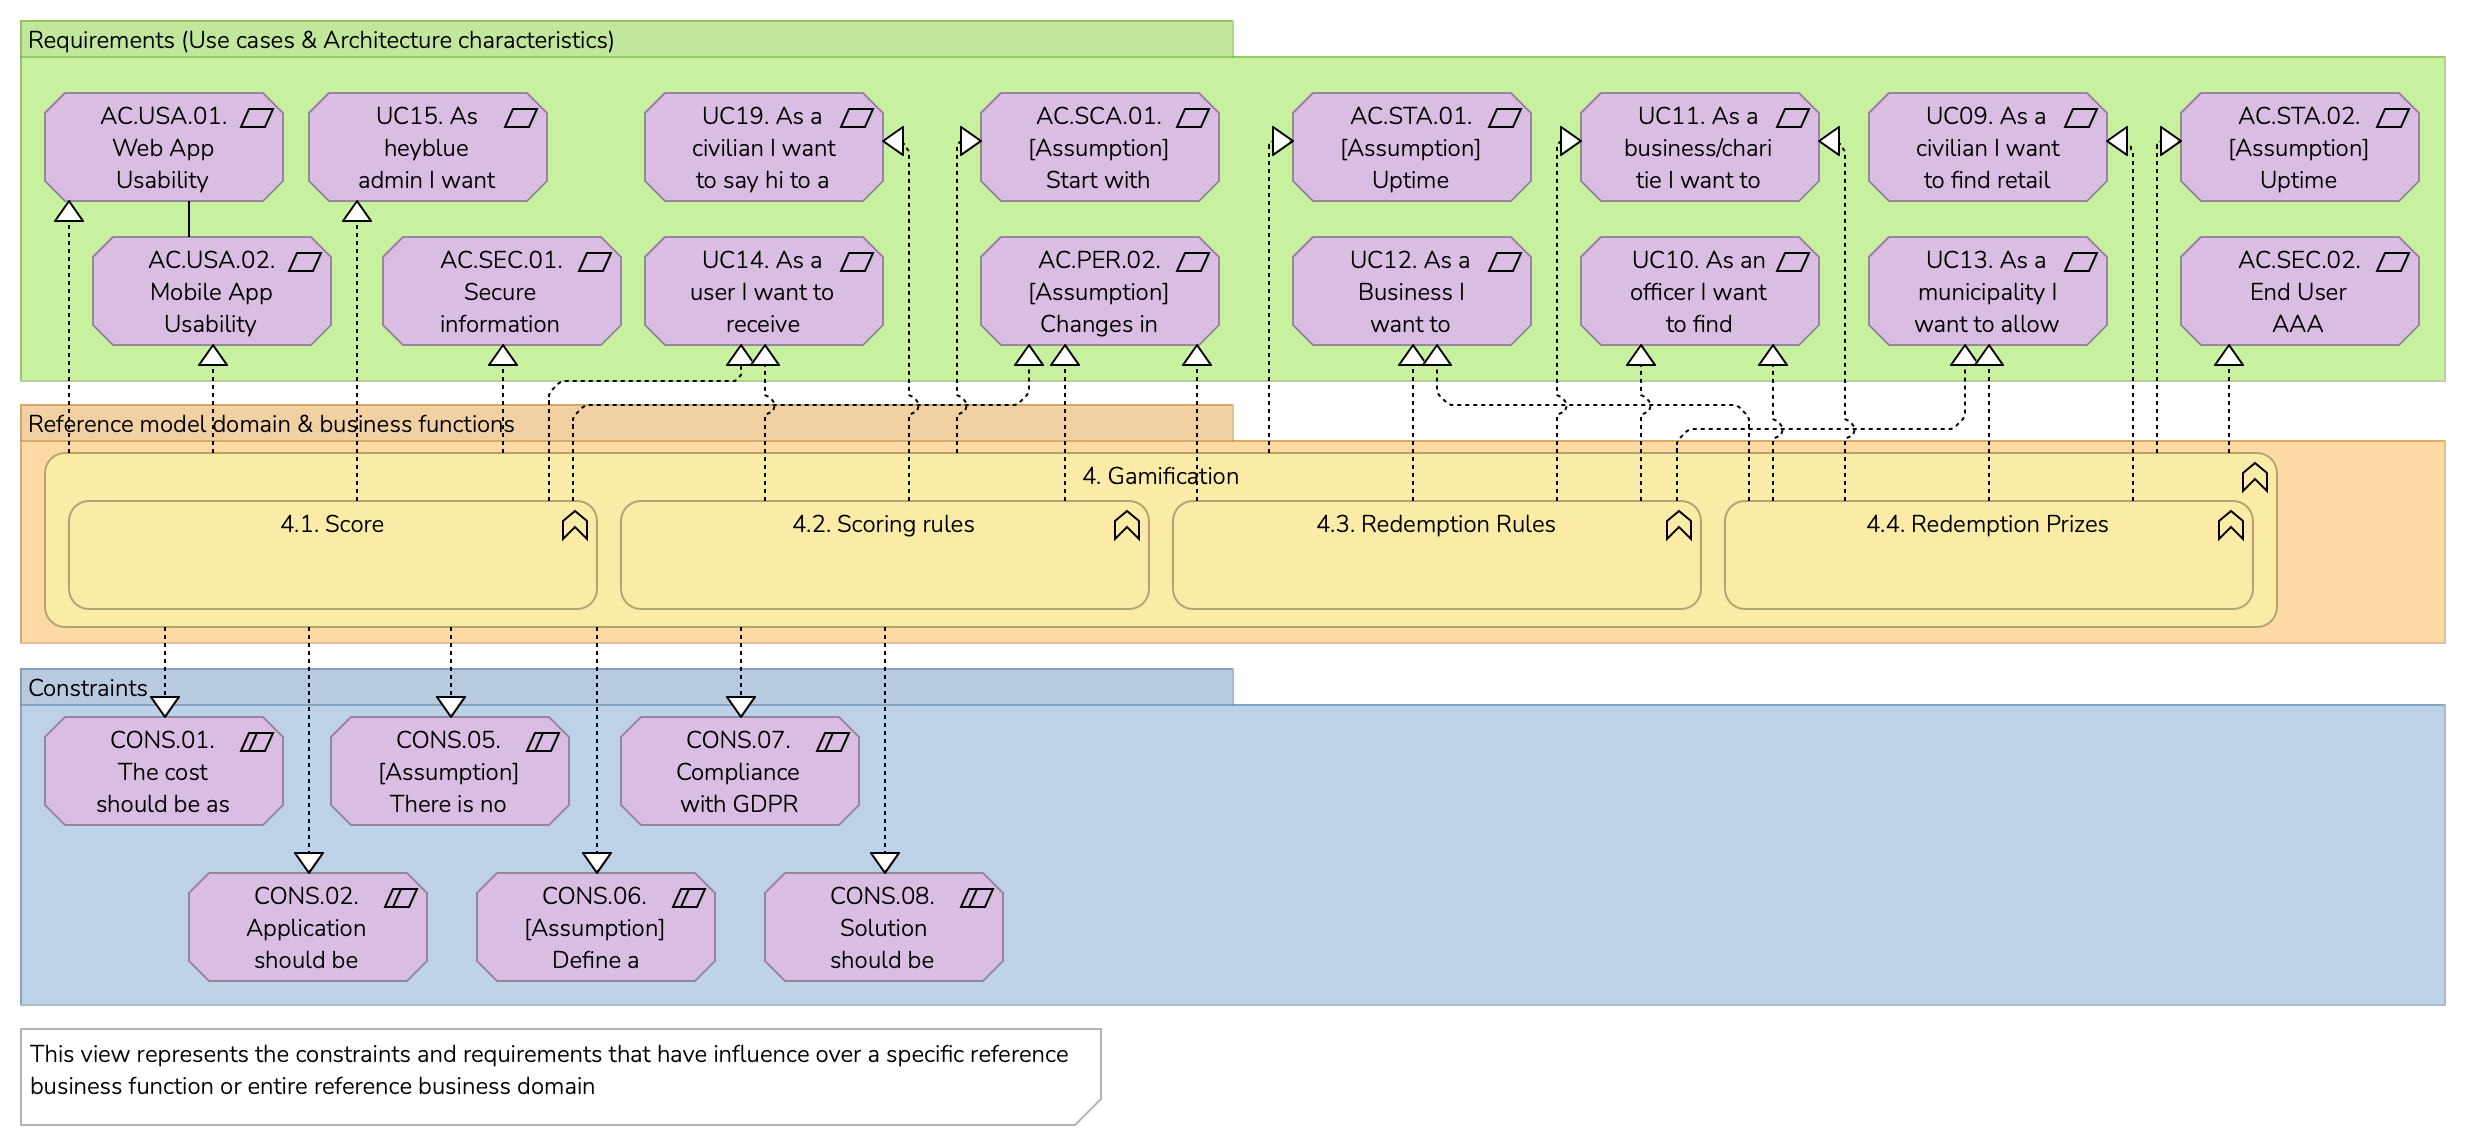 Requirements (Use cases & Architecture characteristics)
AC.USA.01.
Web App
Usability
UC15. As
heyblue
admin I want
UC19. As a
civilian I want
to say hi to a
AC.SCA.01.
[Assumption]
Start with
AC.STA.01.
[Assumption]
Uptime
UC11. As a
business/chari
tie I want to
UC09. As a
civilian I want
to find retail
AC.STA.02.
[Assumption]
Uptime
AC.USA.02.
Mobile App
Usability
AC.SEC.01.
Secure
information
UC14. As a
user I want to
receive
AC.PER.02.
[Assumption]
Changes in
UC12. As a
Business I
want to
UC10. As an
officer I want
to find
UC13. As a
municipality I
want to allow
AC.SEC.02.
End User
AAA
Reference model domain & business functions
4. Gamification
4.1. Score
4.2. Scoring rules
4.3. Redemption Rules
4.4. Redemption Prizes
Constraints
CONS.01.
The cost
should be as
CONS.05.
[Assumption]
There is no
CONS.07.
Compliance
with GDPR
CONS.02.
Application
should be
CONS.06.
[Assumption]
Define a
CONS.08.
Solution
should be
This view represents the constraints and requirements that have influence over a specific reference
business function or entire reference business domain